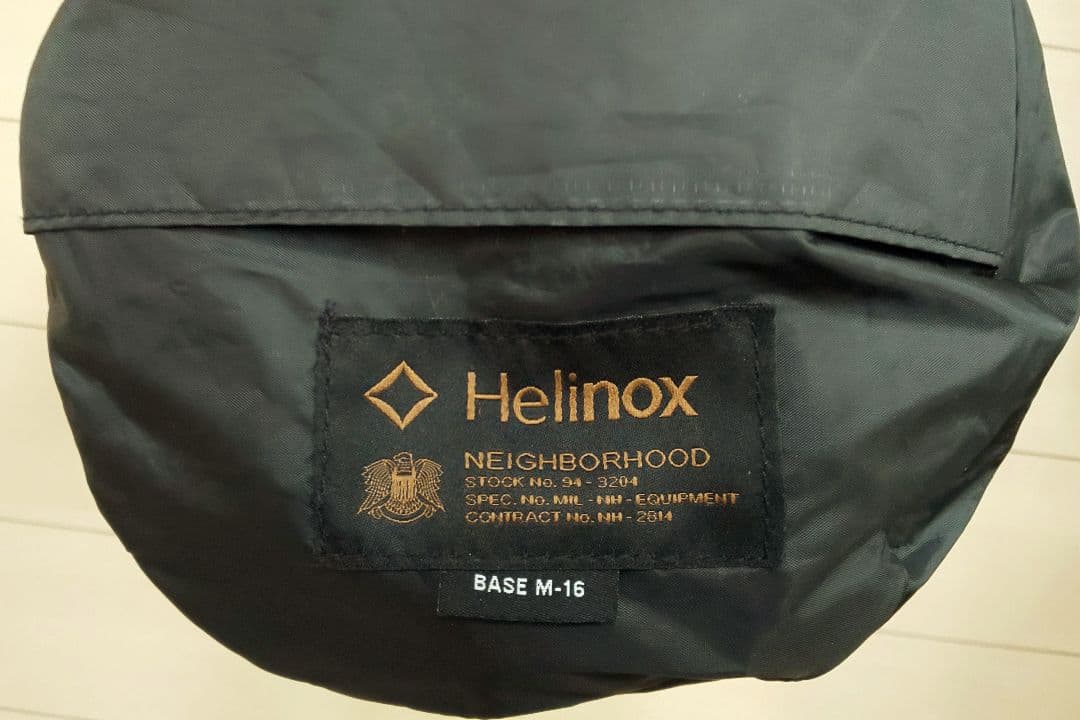 Helinox
NEIGHBORHOOD
STOCK No. 94 - 3204
SPEC. No. MIL - NH - EQUIPMENT
CONTRACT No. NH - 2814
BASE M-16